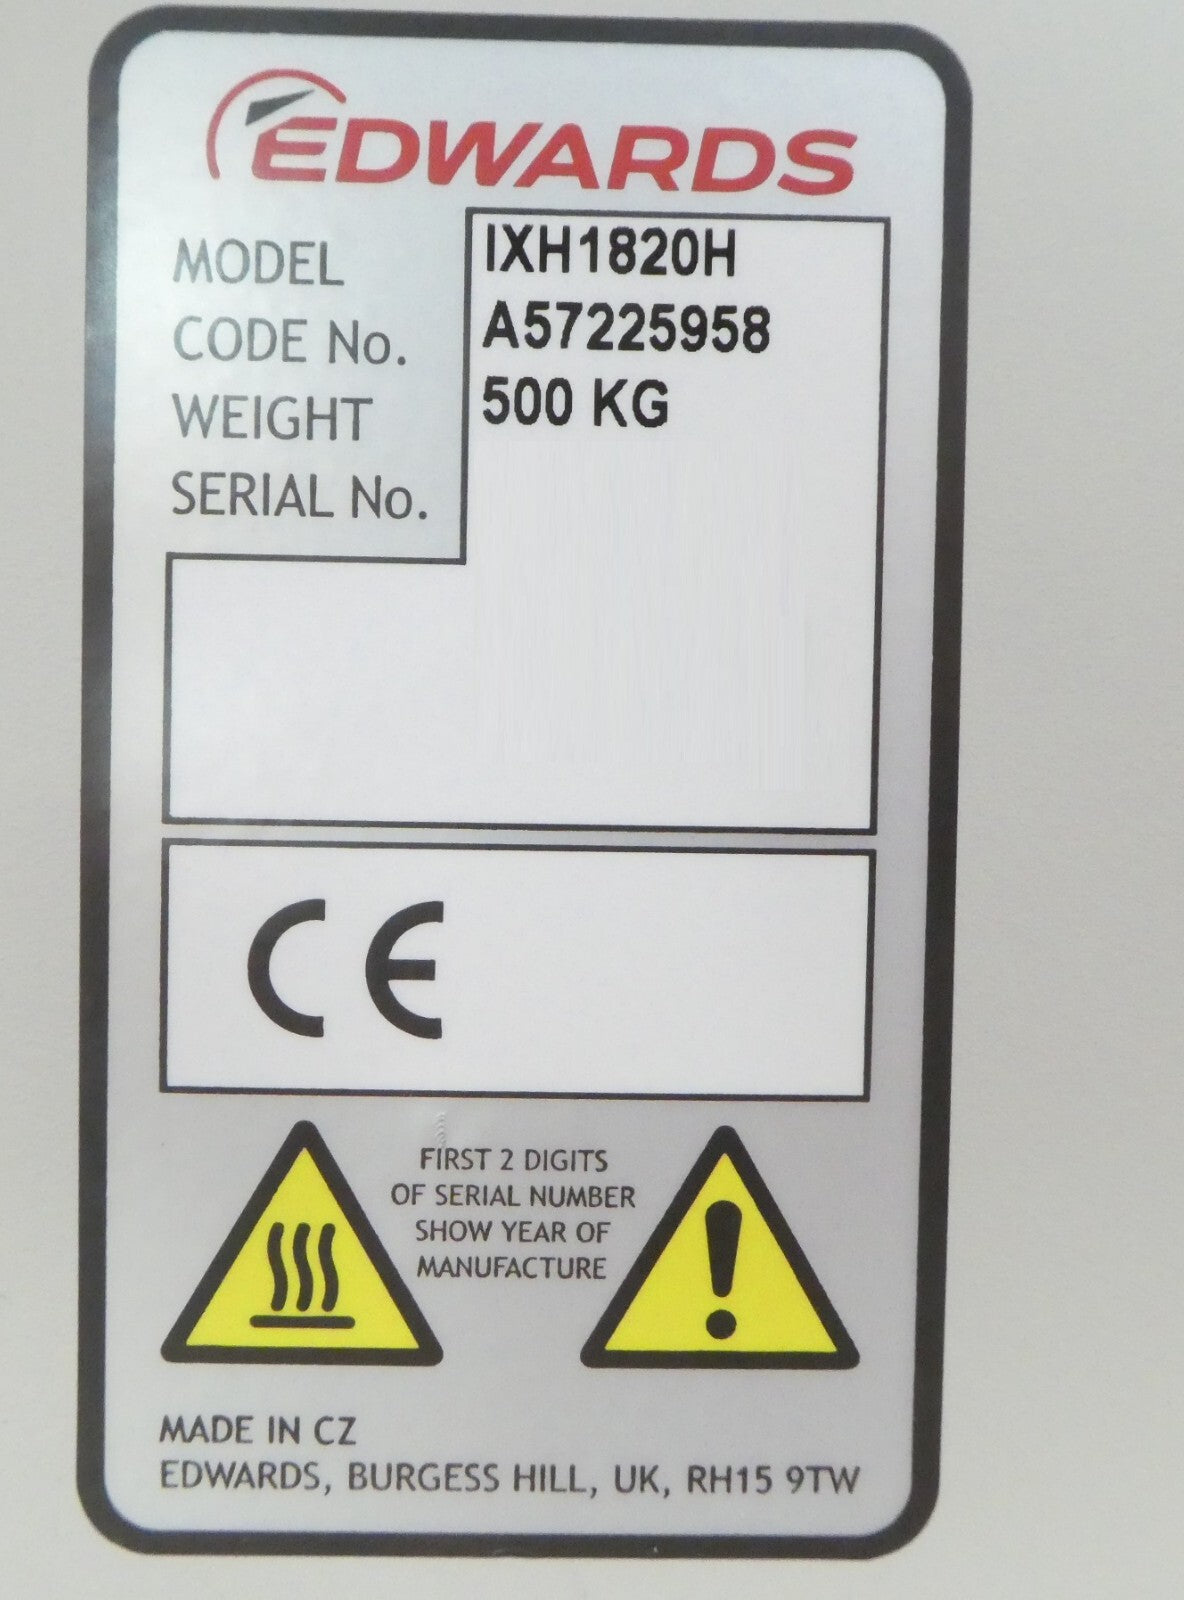 EDWARDS
MODEL IXH1820H
CODE No. A57225958
WEIGHT 500 KG
SERIAL No.
CE
FIRST 2 DIGITS
OF SERIAL NUMBER
SHOW YEAR OF
MANUFACTURE
MADE IN CZ
EDWARDS, BURGESS HILL, UK, RH15 9TW